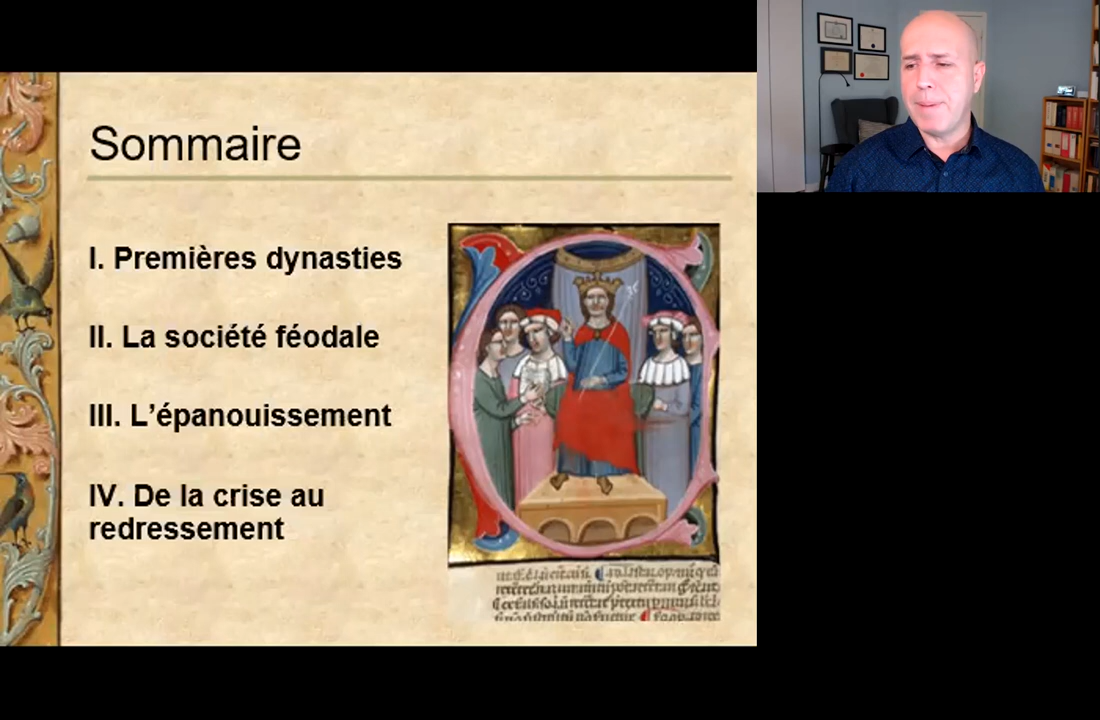 Sommaire
I. Premières dynasties
II. La société féodale
III. L’épanouissement
IV. De la crise au
redressement